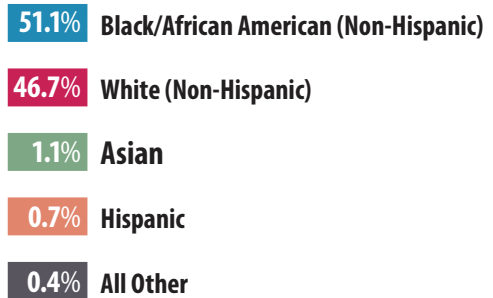 51.1% Black/African American (Non-Hispanic)
46.7% White (Non-Hispanic)
1.1% Asian
0.7% Hispanic
0.4% All Other